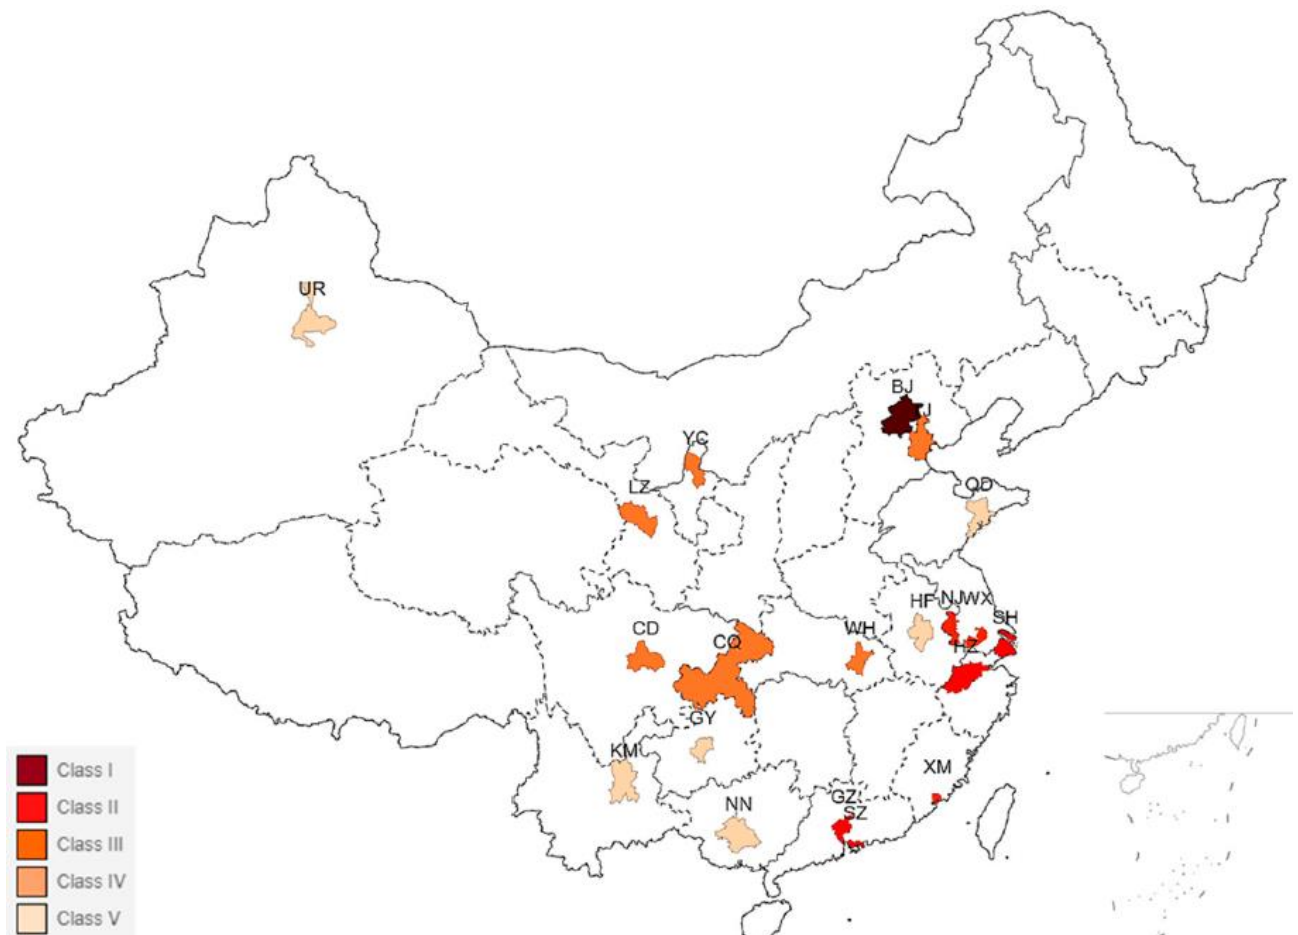 UR
BJ
TJ
YC
LZ
QD
HF
NJ
WX
SH
HZ
CD
CQ
WH
GY
KM
XM
NN
GZ
SZ
Class I
Class II
Class III
Class IV
Class V